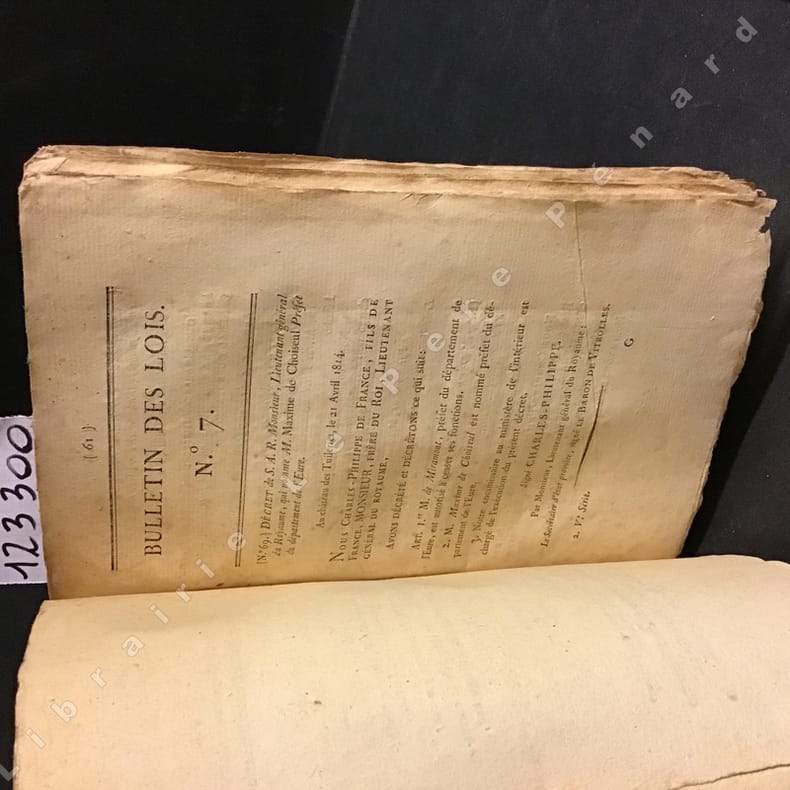 ( 61 )
BULLETIN DES LOIS.
N.º 7.
[N.º 69.] DÉCRET de S. A. R. Monsieur, Lieutenant général
du Royaume, qui nomme M. Maxime de Choiseul Préfet
du département de l'Eure.
Au château des Tuileries, le 21 Avril 1814.
NOUS CHARLES-PHILIPPE DE FRANCE, FILS DE
FRANCE, MONSIEUR, FRÈRE DU ROI, LIEUTENANT
GÉNÉRAL DU ROYAUME,
AVONS DÉCRÉTÉ et DÉCRÉTONS ce qui suit:
ART. 1.er M. de Miramont, préfet du département de
l'Eure, est autorisé à cesser ses fonctions.
2. M. Maxime de Choiseul est nommé préfet du dé-
partement de l'Eure.
3. Notre commissaire au ministère de l'intérieur est
chargé de l'exécution du présent décret.
Signé CHARLES-PHILIPPE.
Par Monsieur, Lieutenant général du Royaume:
Le Secrétaire d'état provisoire, signé LE BARON DE VITROLLES.
2. V.e Série.
G
123300
Librairie Pène Penard